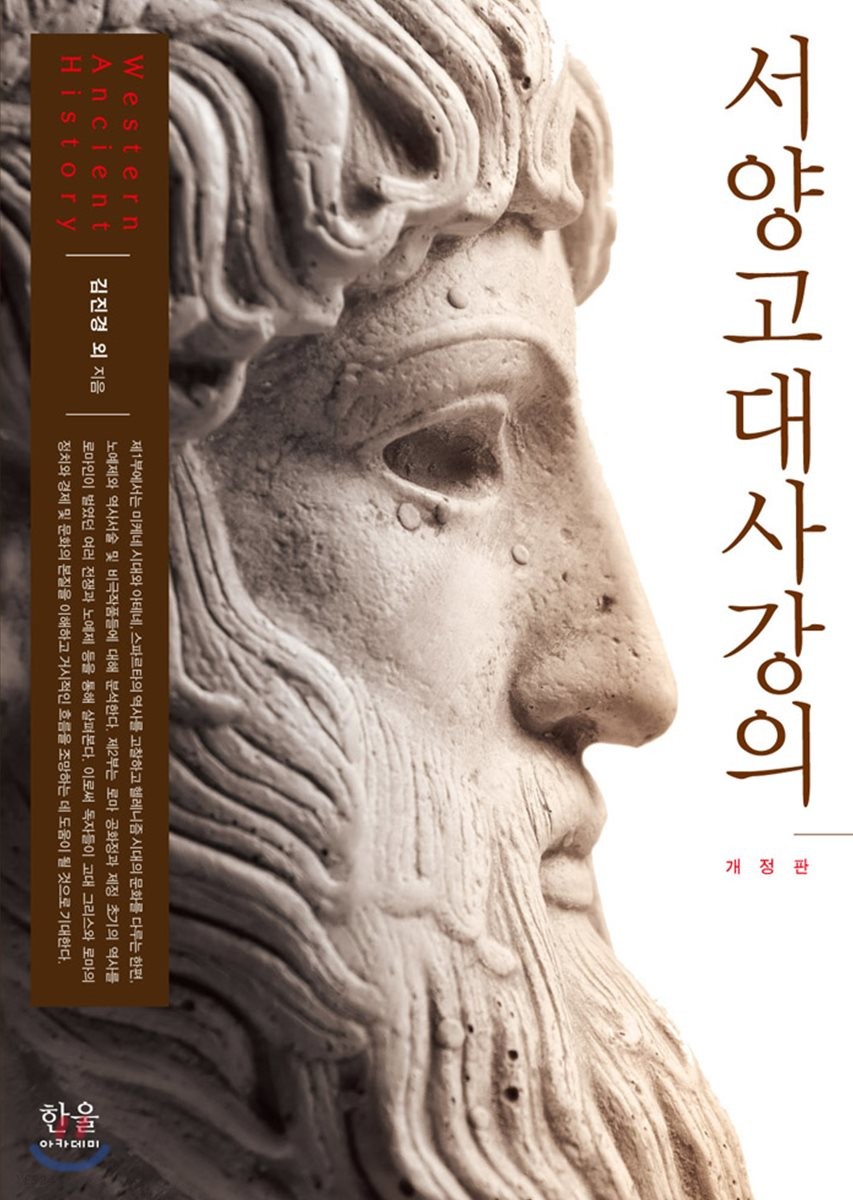 서양고대사강의
개정판
Western
Ancient
History
김진경 외 지음
제1부에서는 미케네 시대와 아테네 스파르타의 역사를 고찰하고 헬레니즘 시대의 문화를 다루는 한편,
노예제와 역사서술 및 비극작품들에 대해 분석한다. 제2부는 로마 공화정과 제정 초기의 역사를
로마인이 벌였던 여러 전쟁과 노예제 등을 통해 살펴본다. 이로써 독자들이 고대 그리스와 로마의
정치와 경제 및 문화의 본질을 이해하고 거시적인 흐름을 조망하는 데 도움이 될 것으로 기대한다.
한울
아카데미